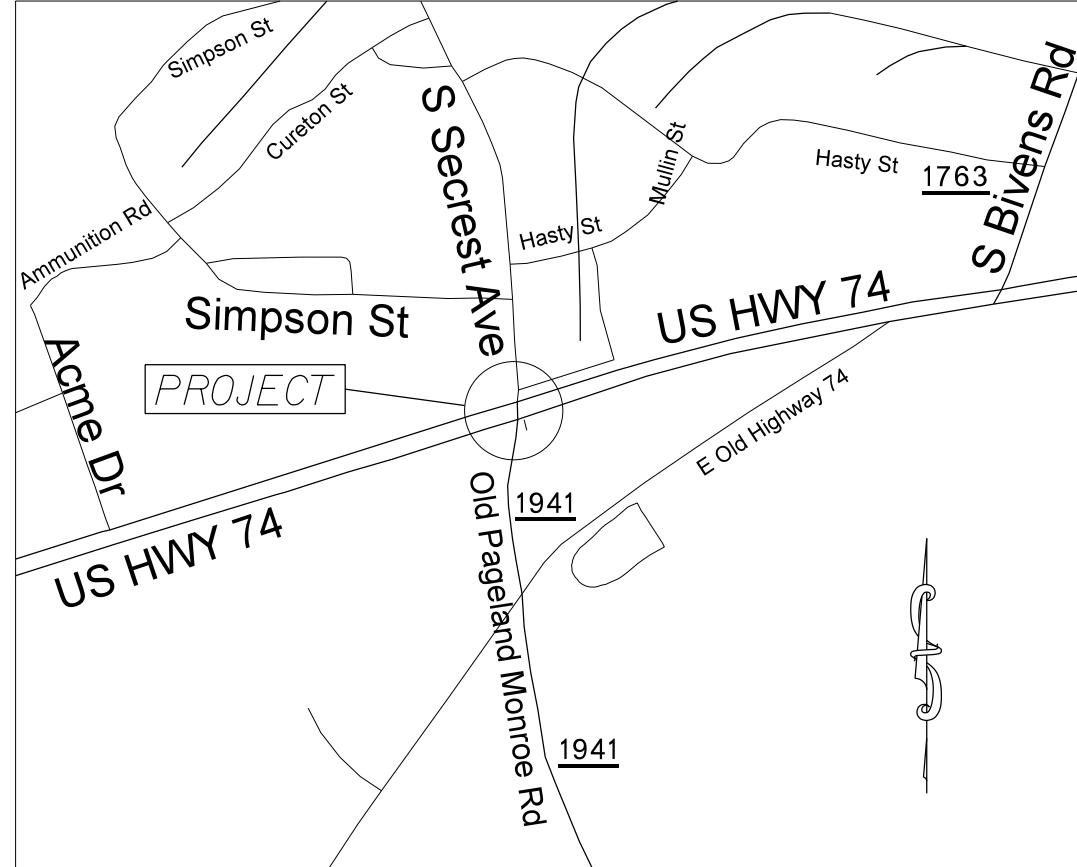 Simpson St
Cureton St
S Secrest Ave
Mullin St
Hasty St
1763
S Bivens Rd
Ammunition Rd
Hasty St
US HWY 74
Simpson St
PROJECT
Acme Dr
E Old Highway 74
1941
US HWY 74
Old Pageland Monroe Rd
1941